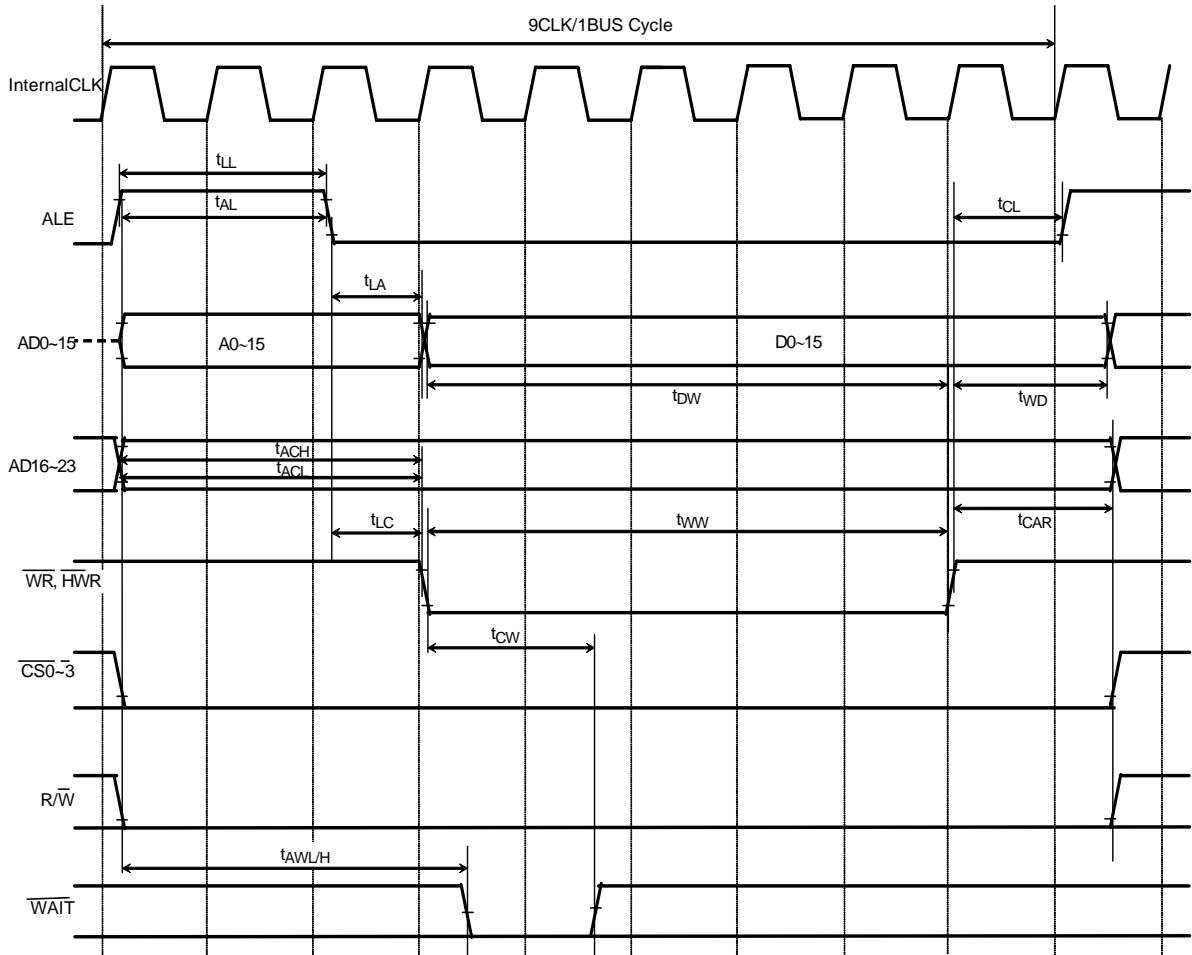 9CLK/1BUS Cycle
InternalCLK
tLL
tAL
ALE
tCL
tLA
AD0~15
A0~15
D0~15
tDW
tWD
AD16~23
tACH
tACL
tLC
tWW
tCAR
WR, HWR
tCW
CS0~3
R/W
tAWL/H
WAIT